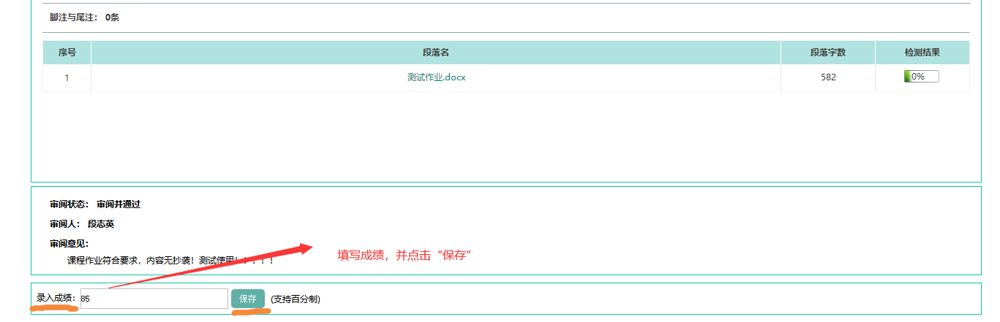 脚注与尾注： 0条
序号 段落名 段落字数 检测结果
1 测试作业.docx 582 0%
审阅状态： 审阅并通过
审阅人： 段志英
审阅意见：
课程作业符合要求，内容无抄袭！测试使用！！！！！
填写成绩，并点击“保存”
录入成绩： 85 保存 (支持百分制)